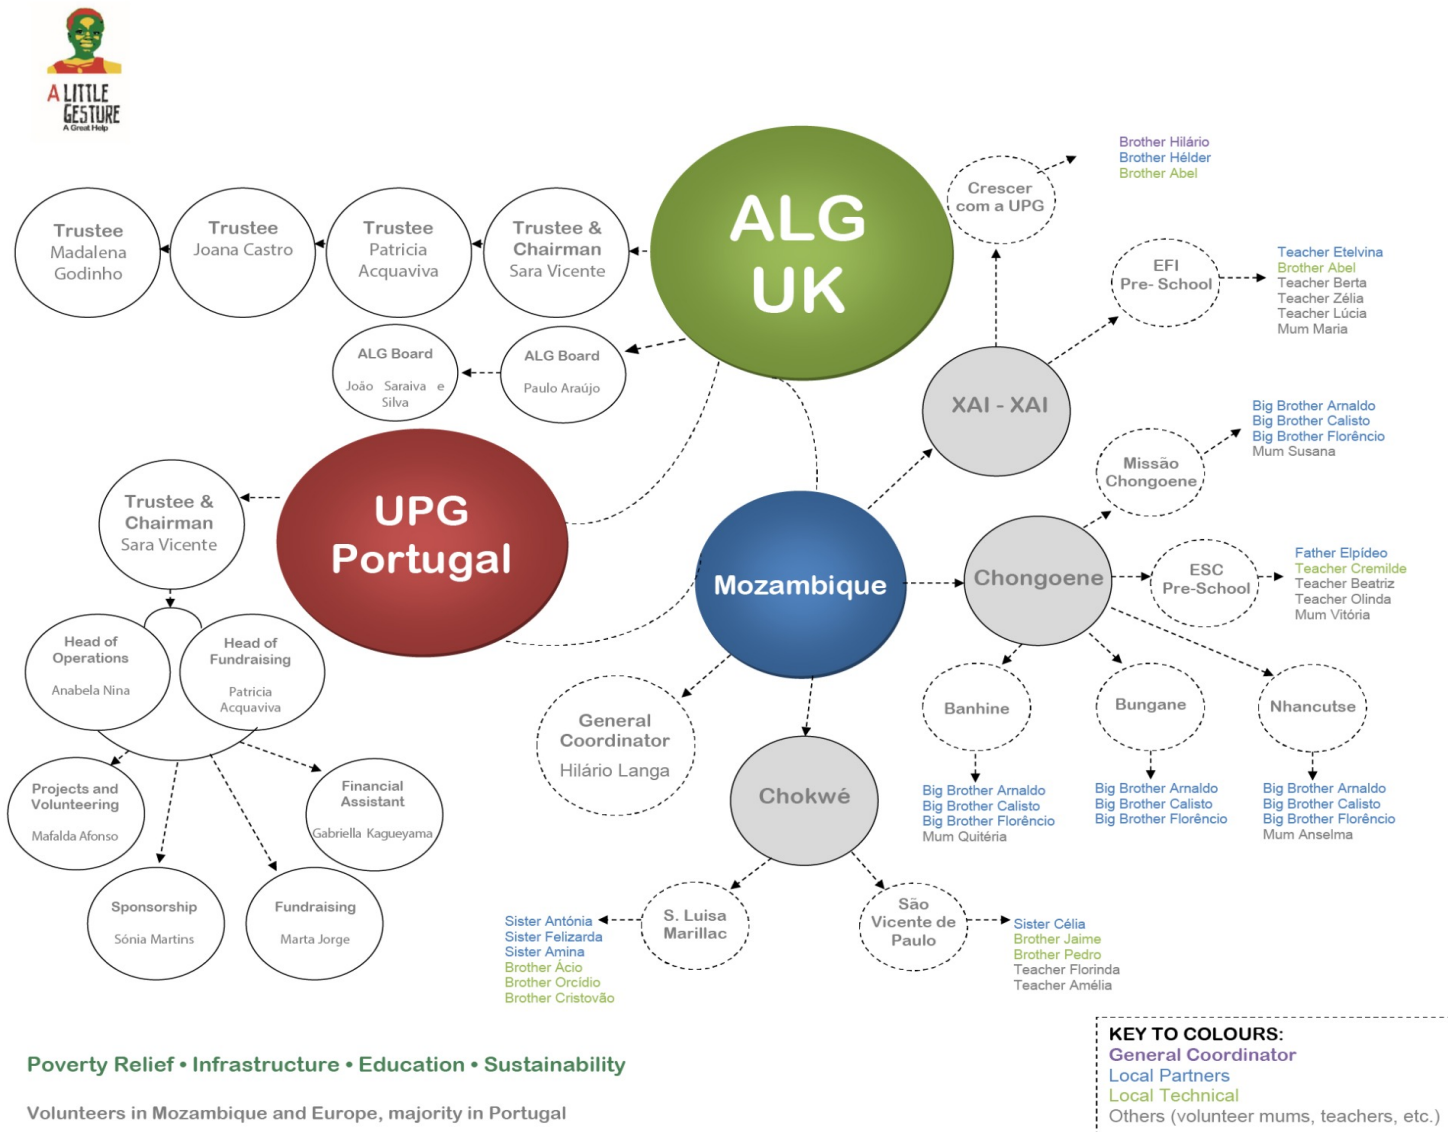 A LITTLE
GESTURE
A Great Help
ALG
UK
Trustee &
Chairman
Sara Vicente
Trustee
Patricia
Acquaviva
Trustee
Joana Castro
Trustee
Madalena
Godinho
ALG Board
Paulo Araújo
ALG Board
João Saraiva e
Silva
UPG
Portugal
Trustee &
Chairman
Sara Vicente
Head of
Operations
Anabela Nina
Head of
Fundraising
Patricia
Acquaviva
Projects and
Volunteering
Mafalda Afonso
Sponsorship
Sónia Martins
Fundraising
Marta Jorge
Financial
Assistant
Gabriella Kagueyama
Mozambique
General
Coordinator
Hilário Langa
XAI - XAI
Crescer
com a UPG
Brother Hilário
Brother Hélder
Brother Abel
EFI
Pre- School
Teacher Etelvina
Brother Abel
Teacher Berta
Teacher Zélia
Teacher Lúcia
Mum Maria
Chongoene
Missão
Chongoene
Big Brother Arnaldo
Big Brother Calisto
Big Brother Florêncio
Mum Susana
ESC
Pre-School
Father Elpídeo
Teacher Cremilde
Teacher Beatriz
Teacher Olinda
Mum Vitória
Banhine
Big Brother Arnaldo
Big Brother Calisto
Big Brother Florêncio
Mum Quitéria
Bungane
Big Brother Arnaldo
Big Brother Calisto
Big Brother Florêncio
Nhancutse
Big Brother Arnaldo
Big Brother Calisto
Big Brother Florêncio
Mum Anselma
Chokwé
S. Luisa
Marillac
Sister Antónia
Sister Felizarda
Sister Amina
Brother Ácio
Brother Orcídio
Brother Cristovão
São
Vicente de
Paulo
Sister Célia
Brother Jaime
Brother Pedro
Teacher Florinda
Teacher Amélia
Poverty Relief • Infrastructure • Education • Sustainability
Volunteers in Mozambique and Europe, majority in Portugal
KEY TO COLOURS:
General Coordinator
Local Partners
Local Technical
Others (volunteer mums, teachers, etc.)